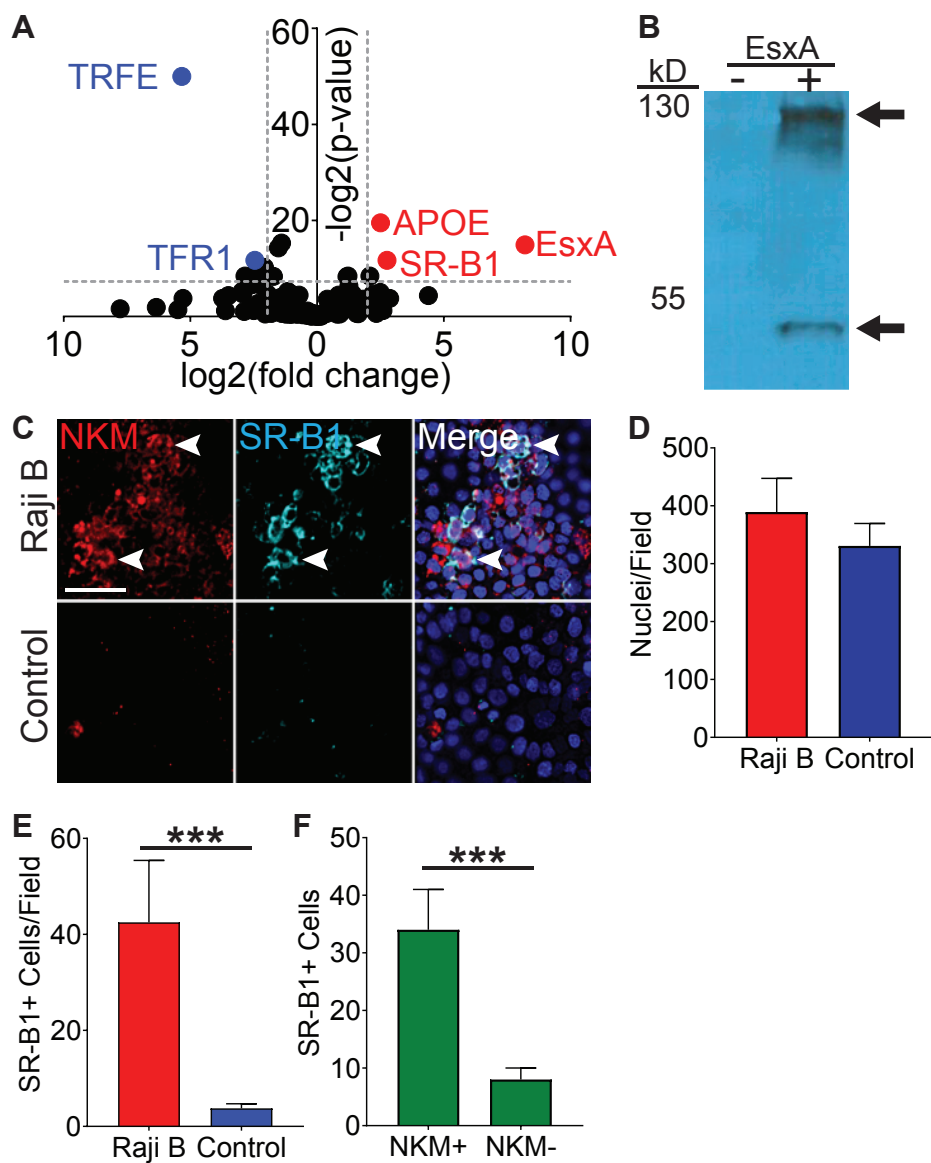 A
60
40
20
0
-log2(p-value)
TRFE
TFR1
APOE
SR-B1
EsxA
10
5
0
5
10
log2(fold change)
B
EsxA
kD
-
+
130
55
C
NKM
SR-B1
Merge
Raji B
Control
D
500
400
300
200
100
0
Nuclei/Field
Raji B
Control
E
60
40
20
0
SR-B1+ Cells/Field
***
Raji B
Control
F
50
40
30
20
10
0
SR-B1+ Cells
***
NKM+
NKM-